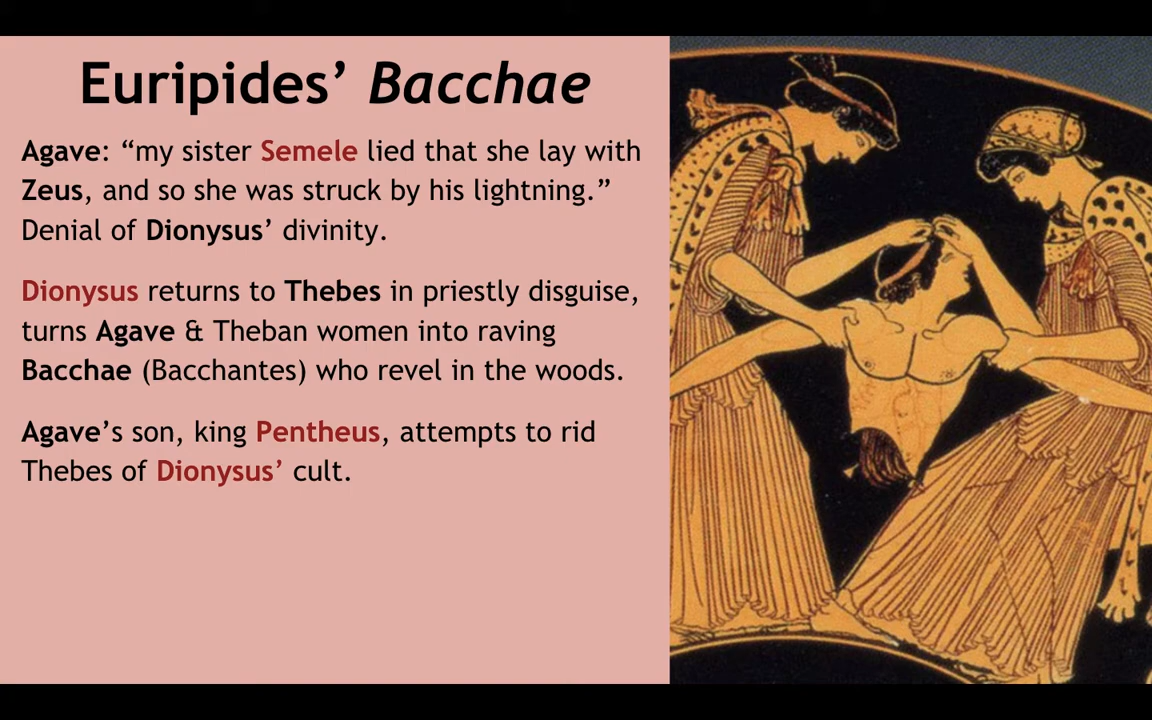 Euripides’ Bacchae
Agave: “my sister Semele lied that she lay with
Zeus, and so she was struck by his lightning.”
Denial of Dionysus’ divinity.
Dionysus returns to Thebes in priestly disguise,
turns Agave & Theban women into raving
Bacchae (Bacchantes) who revel in the woods.
Agave’s son, king Pentheus, attempts to rid
Thebes of Dionysus’ cult.